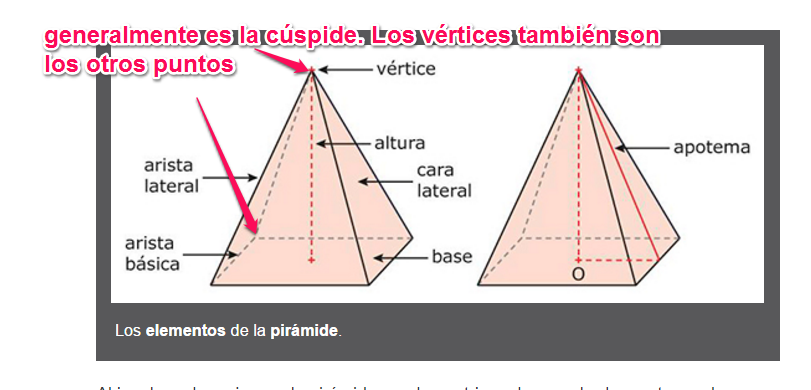 generalmente es la cúspide. Los vértices también son
los otros puntos
vértice
altura
arista
lateral
cara
lateral
arista
básica
base
apotema
O
Los elementos de la pirámide.